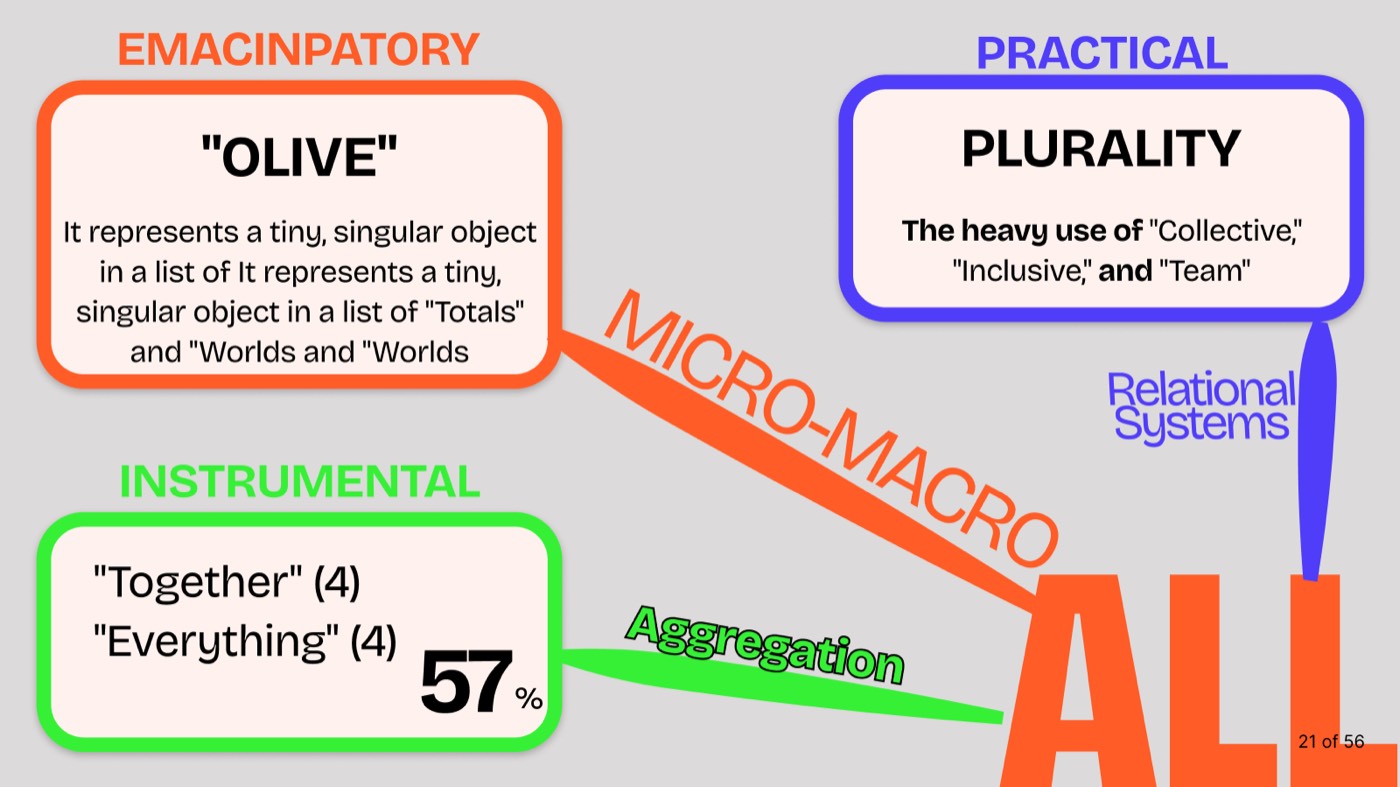 EMACINPATORY
"OLIVE"
It represents a tiny, singular object
in a list of It represents a tiny,
singular object in a list of "Totals"
and "Worlds and "Worlds
PRACTICAL
PLURALITY
The heavy use of "Collective,"
"Inclusive," and "Team"
MICRO-MACRO
Relational
Systems
INSTRUMENTAL
"Together" (4)
"Everything" (4)
57%
Aggregation
ALL
21 of 56